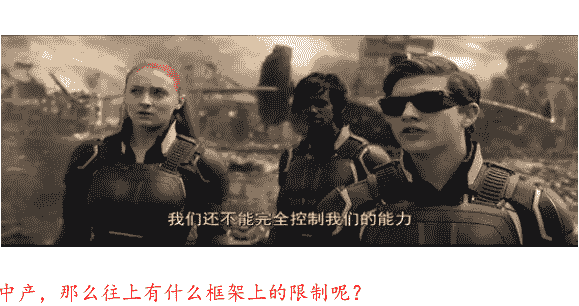 我们还不能完全控制我们的能力
中产，那么往上有什么框架上的限制呢？